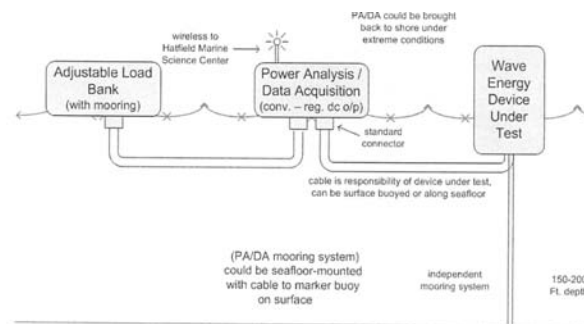 PA/DA could be brought
back to shore under
extreme conditions
wireless to
Hatfield Marine
Science Center
Adjustable Load
Bank
(with mooring)
Power Analysis /
Data Acquisition
(conv. – reg. dc o/p)
Wave
Energy
Device
Under
Test
standard
connector
cable is responsibility of device under test,
can be surface buoyed or along seafloor
(PA/DA mooring system)
could be seafloor-mounted
with cable to marker buoy
on surface
independent
mooring system
150-200
Ft. depth